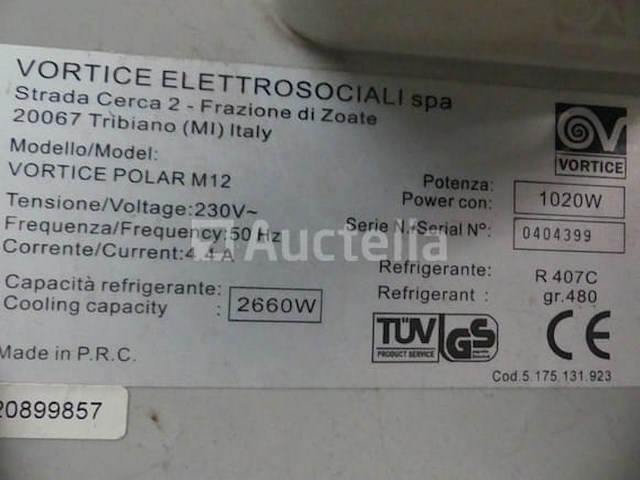 VORTICE ELETTROSOCIALI spa
Strada Cerca 2 - Frazione di Zoate
20067 Tribiano (MI) Italy
Modello/Model:
VORTICE POLAR M12
Tensione/Voltage:230V~
Frequenza/Frequency:50 Hz
Corrente/Current:4.4 A
Capacità refrigerante:
Cooling capacity : 2660W
Made in P.R.C.
20899857
VORTICE
Potenza:
Power con: 1020W
Serie N./Serial N°: 0404399
Refrigerante: R 407C
Refrigerant : gr.480
TÜV
PRODUCT SERVICE
GS
CE
Cod.5.175.131.923
Auctelia